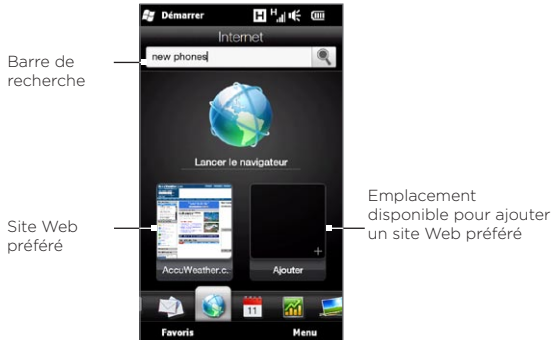 Démarrer
H
Internet
new phones
Barre de
recherche
Lancer le navigateur
Site Web
préféré
Emplacement
disponible pour ajouter
un site Web préféré
AccuWeather.c.
Ajouter
11
Favoris
Menu